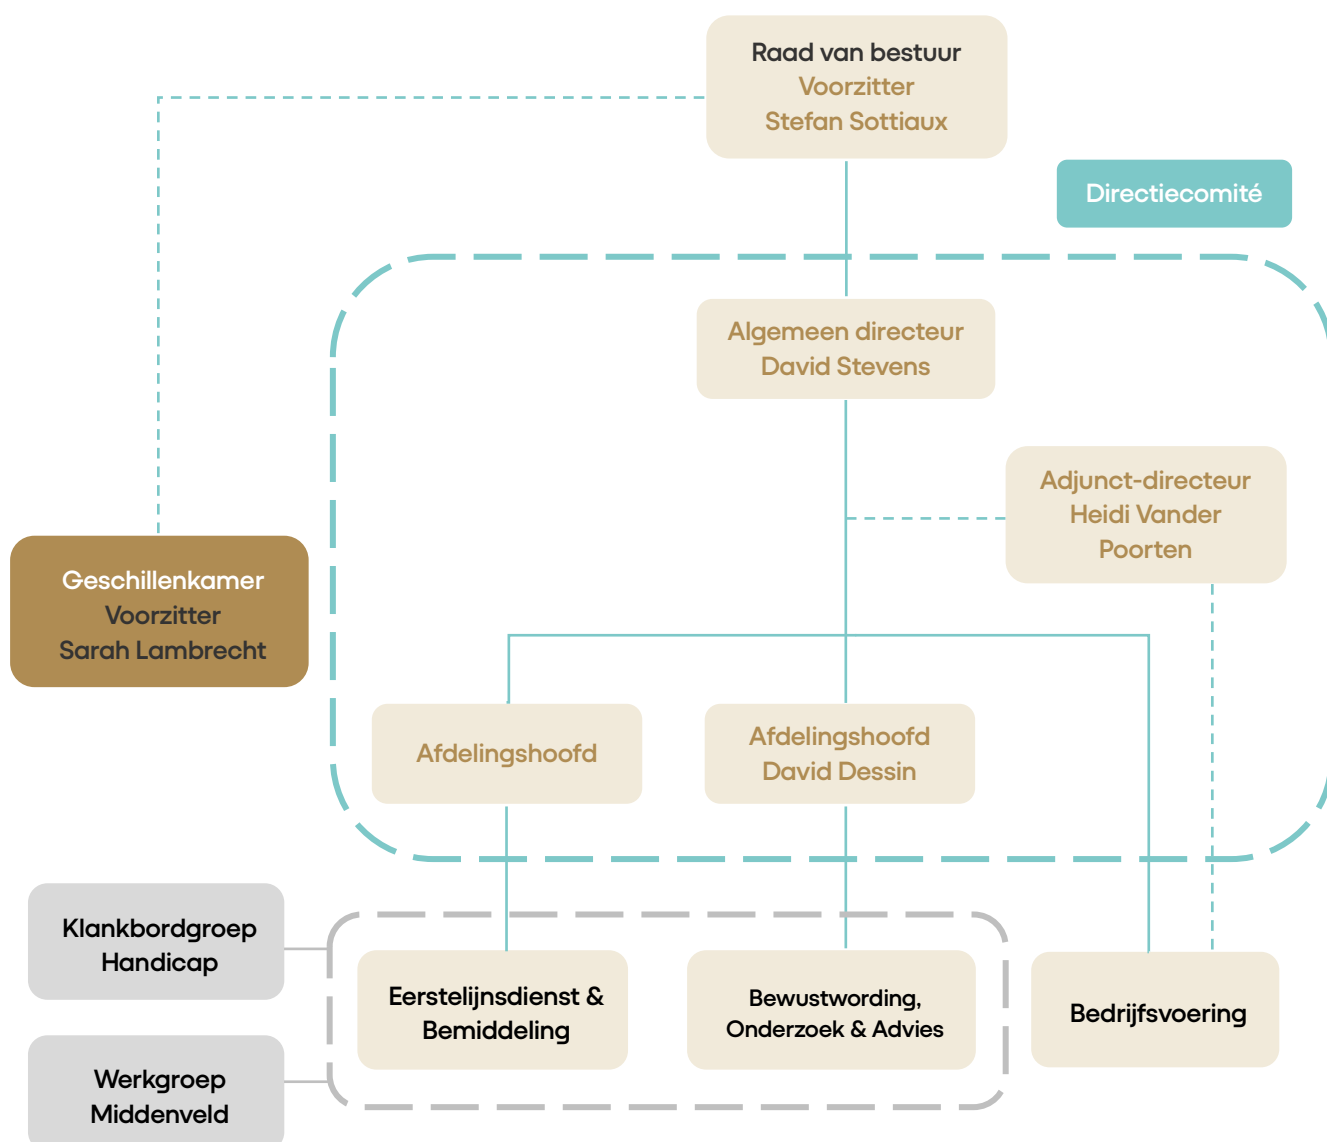 Raad van bestuur
Voorzitter
Stefan Sottiaux
Directiecomité
Algemeen directeur
David Stevens
Adjunct-directeur
Heidi Vander
Poorten
Geschillenkamer
Voorzitter
Sarah Lambrecht
Afdelingshoofd
Afdelingshoofd
David Dessin
Klankbordgroep
Handicap
Eerstelijnsdienst &
Bemiddeling
Bewustwording,
Onderzoek & Advies
Bedrijfsvoering
Werkgroep
Middenveld